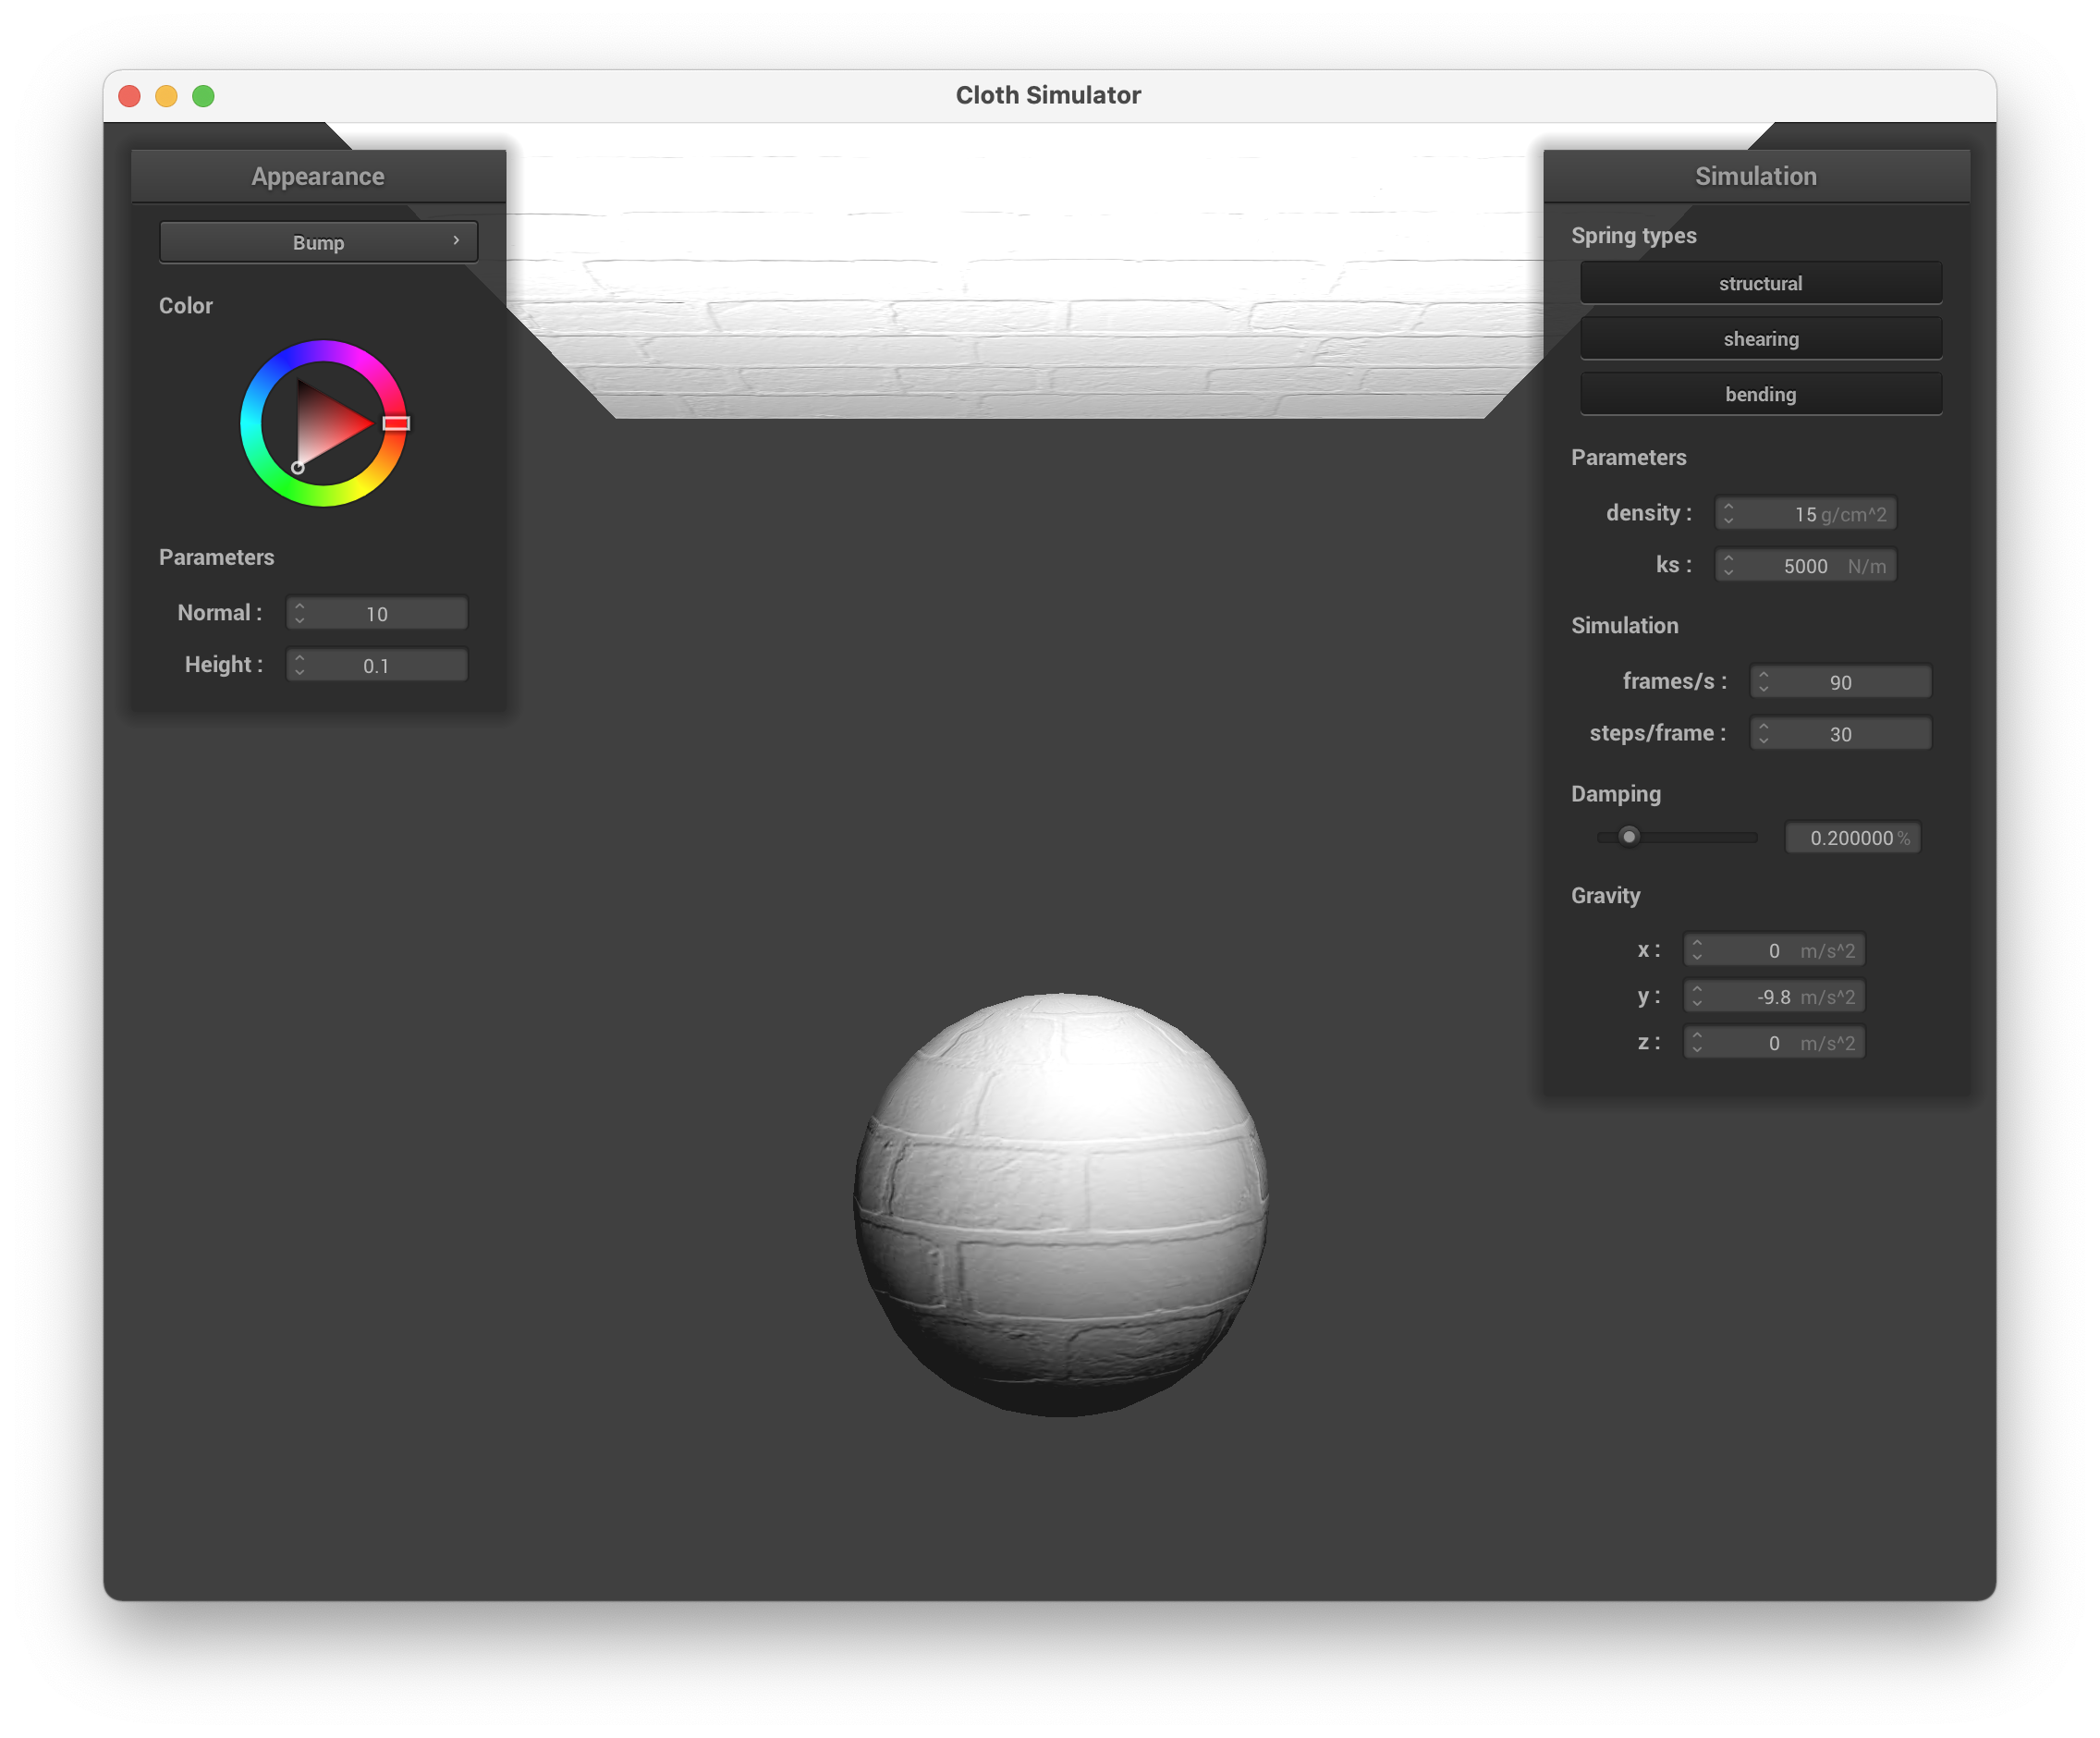 Cloth Simulator
Appearance
Bump
Color
Parameters
Normal : 10
Height : 0.1
Simulation
Spring types
structural
shearing
bending
Parameters
density : 15 g/cm^2
ks : 5000 N/m
Simulation
frames/s : 90
steps/frame : 30
Damping
0.200000 %
Gravity
x : 0 m/s^2
y : -9.8 m/s^2
z : 0 m/s^2